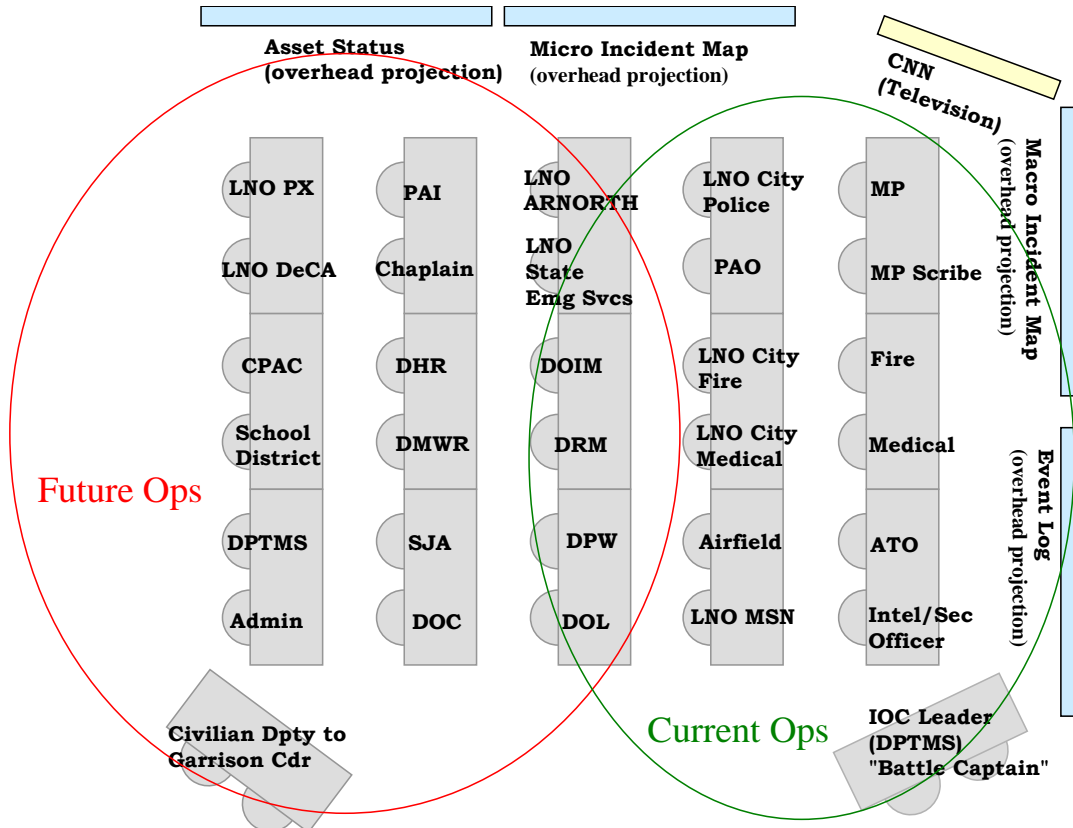 Asset Status
(overhead projection)
Micro Incident Map
(overhead projection)
CNN
(Television)
Macro Incident Map
(overhead projection)
Event Log
(overhead projection)
LNO PX
LNO DeCA
CPAC
School
District
DPTMS
Admin
PAI
Chaplain
DHR
DMWR
SJA
DOC
LNO
ARNORTH
LNO
State
Emg Svcs
DOIM
DRM
DPW
DOL
LNO City
Police
PAO
LNO City
Fire
LNO City
Medical
Airfield
LNO MSN
MP
MP Scribe
Fire
Medical
ATO
Intel/Sec
Officer
Future Ops
Current Ops
Civilian Dpty to
Garrison Cdr
IOC Leader
(DPTMS)
"Battle Captain"